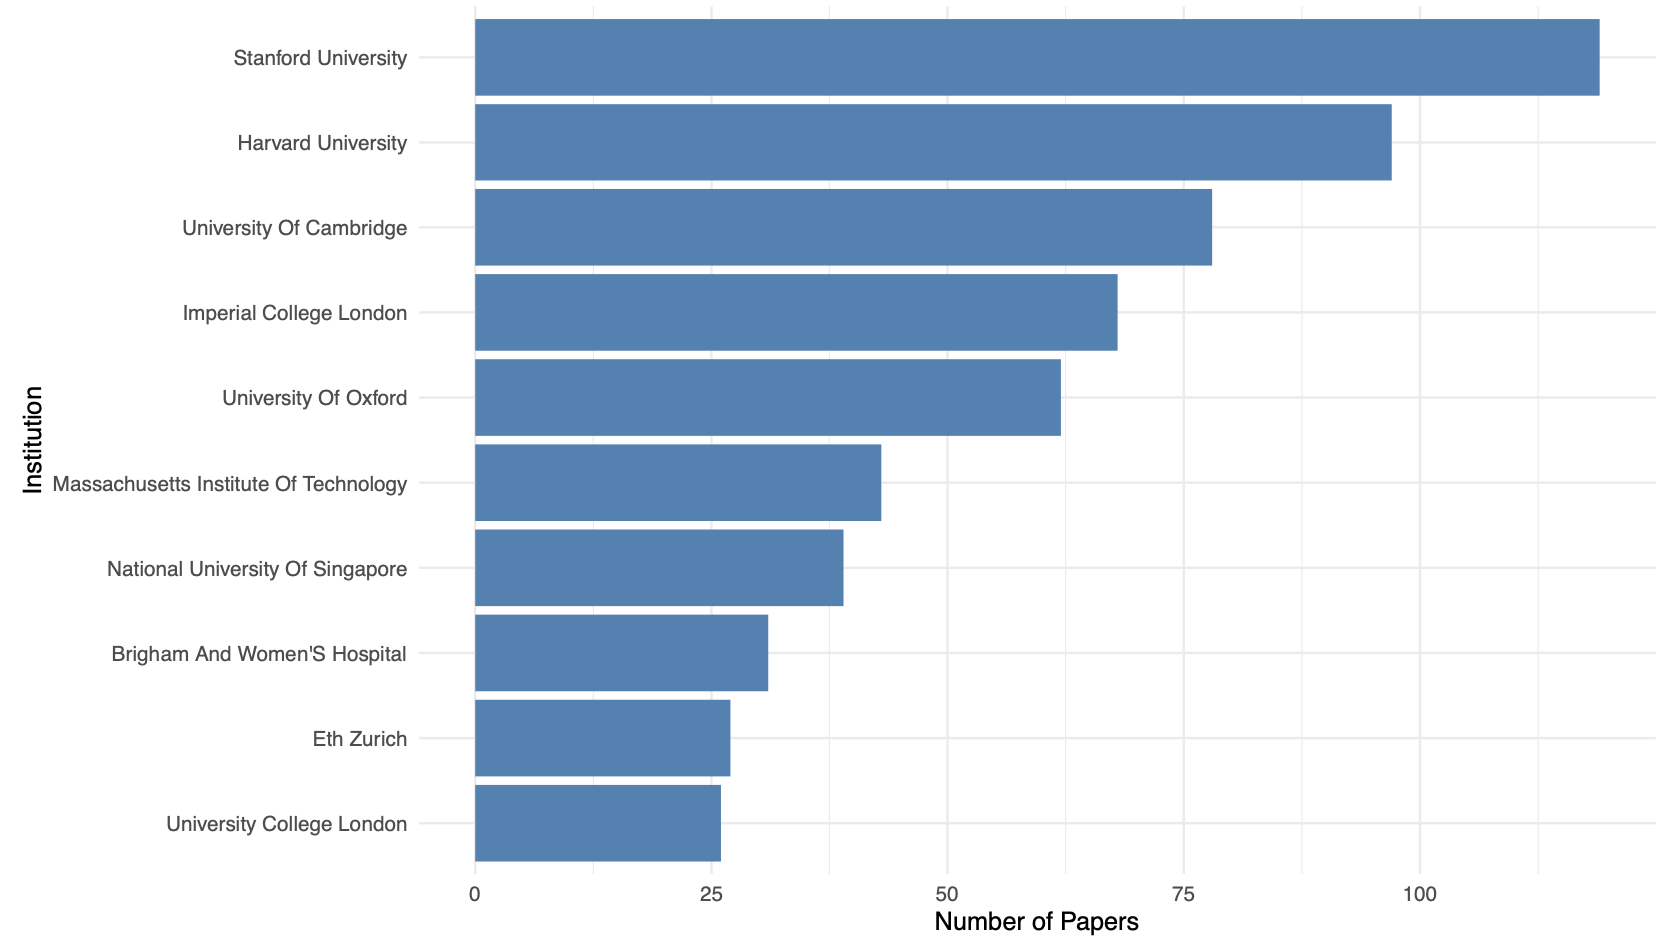 Stanford University
Harvard University
University Of Cambridge
Imperial College London
University Of Oxford
Massachusetts Institute Of Technology
National University Of Singapore
Brigham And Women'S Hospital
Eth Zurich
University College London
Institution
0 25 50 75 100
Number of Papers